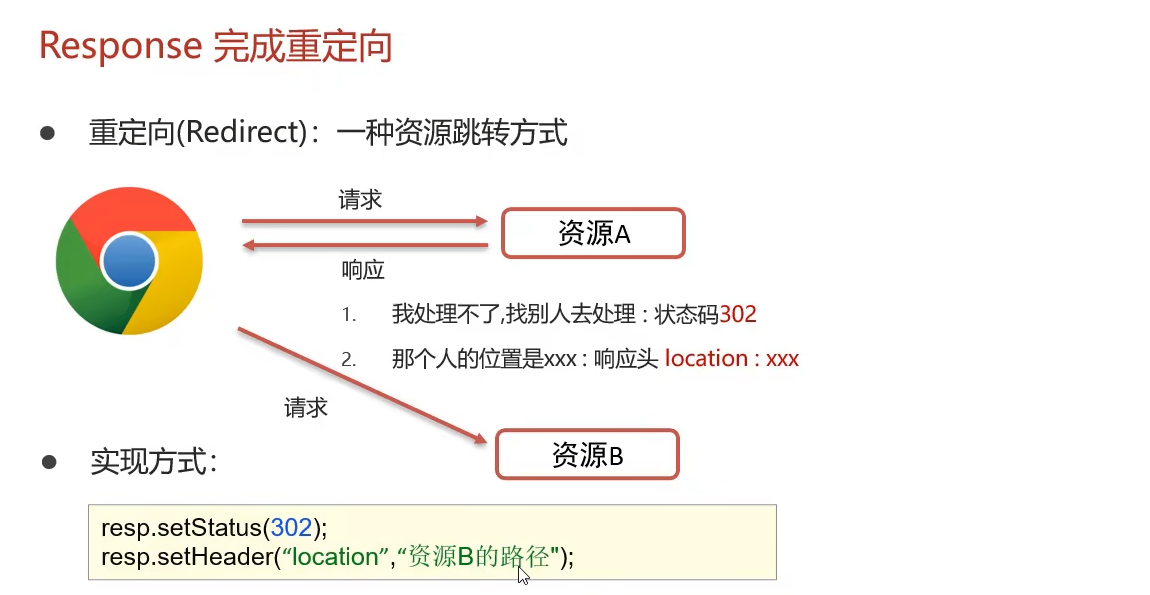 Response 完成重定向
● 重定向(Redirect)：一种资源跳转方式
请求
资源A
响应
1. 我处理不了,找别人去处理 : 状态码302
2. 那个人的位置是xxx : 响应头 location : xxx
请求
资源B
● 实现方式：
resp.setStatus(302);
resp.setHeader(“location”,“资源B的路径");